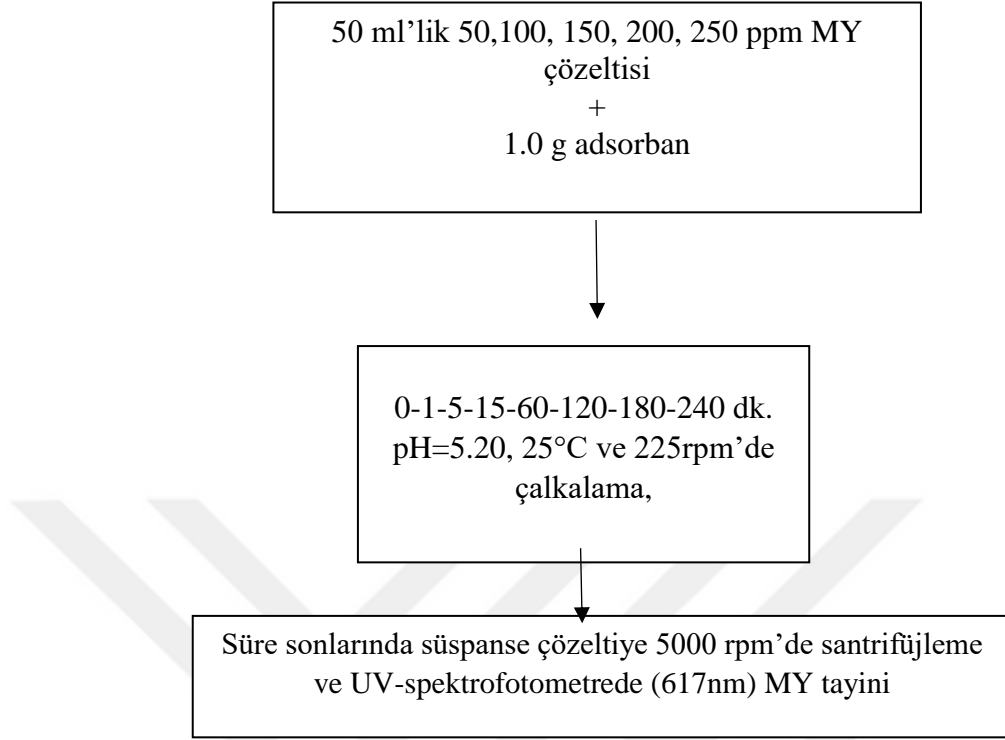 50 ml’lik 50,100, 150, 200, 250 ppm MY
çözeltisi
+
1.0 g adsorban
0-1-5-15-60-120-180-240 dk.
pH=5.20, 25°C ve 225rpm’de
çalkalama,
Süre sonlarında süspanse çözeltiye 5000 rpm’de santrifüjleme
ve UV-spektrofotometrede (617nm) MY tayini